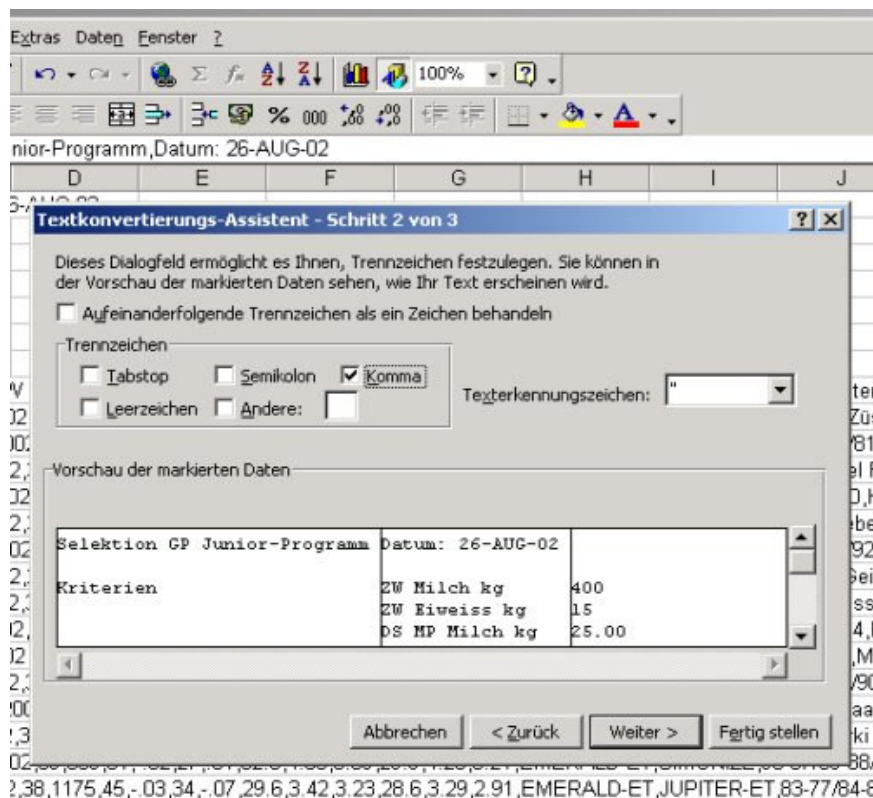 Extras Daten Fenster ?
100%
% 000
nior-Programm,Datum: 26-AUG-02
D E F G H I J
Textkonvertierungs-Assistent - Schritt 2 von 3
Dieses Dialogfeld ermöglicht es Ihnen, Trennzeichen festzulegen. Sie können in
der Vorschau der markierten Daten sehen, wie Ihr Text erscheinen wird.
Aufeinanderfolgende Trennzeichen als ein Zeichen behandeln
Trennzeichen
Tabstop Semikolon Komma
Texterkennungszeichen: "
Leerzeichen Andere:
Vorschau der markierten Daten
Selektion GP Junior-Programm Datum: 26-AUG-02
Kriterien ZW Milch kg 400
ZW Eiweiss kg 15
DS MP Milch kg 25.00
Abbrechen < Zurück Weiter > Fertig stellen
2,38,1175,45,-.03,34,-.07,29.6,3.42,3.23,28.6,3.29,2.91,EMERALD-ET,JUPITER-ET,83-77/84-8